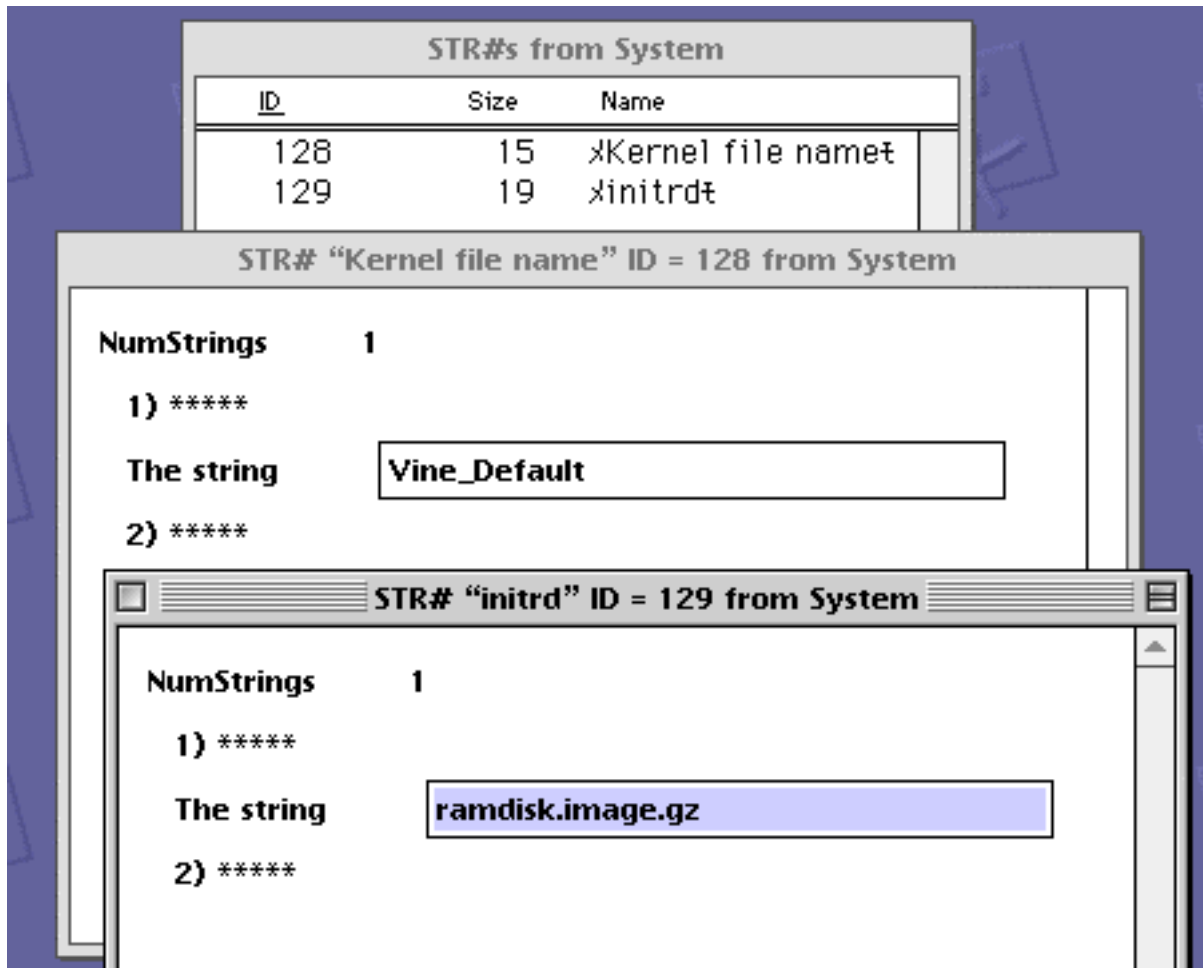 STR#s from System
ID Size Name
128 15 “Kernel file name”
129 19 “initrd”
STR# “Kernel file name” ID = 128 from System
NumStrings 1
1) *****
The string Vine_Default
2) *****
STR# “initrd” ID = 129 from System
NumStrings 1
1) *****
The string ramdisk.image.gz
2) *****